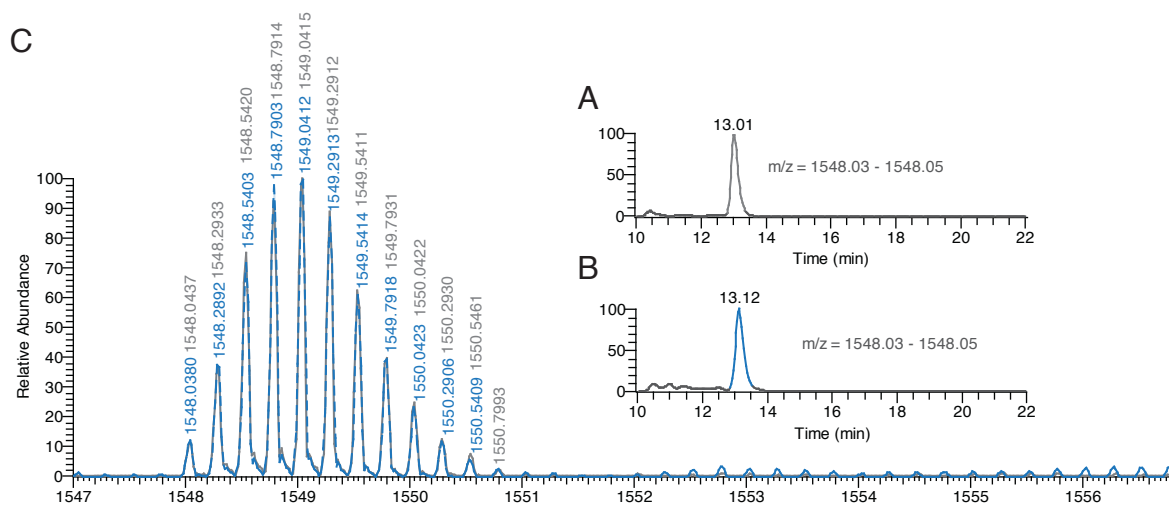 C
1548.0380 1548.0437
1548.2892 1548.2933
1548.5403 1548.5420
1548.7903 1548.7914
1549.0412 1549.0415
1549.2913 1549.2912
1549.5414 1549.5411
1549.7918 1549.7931
1550.0423 1550.0422
1550.2906 1550.2930
1550.5409 1550.5461
1550.7993
Relative Abundance
100
90
80
70
60
50
40
30
20
10
0
1547 1548 1549 1550 1551 1552 1553 1554 1555 1556
A
13.01
m/z = 1548.03 - 1548.05
100
50
0
10 12 14 16 18 20 22
Time (min)
B
13.12
m/z = 1548.03 - 1548.05
100
50
0
10 12 14 16 18 20 22
Time (min)